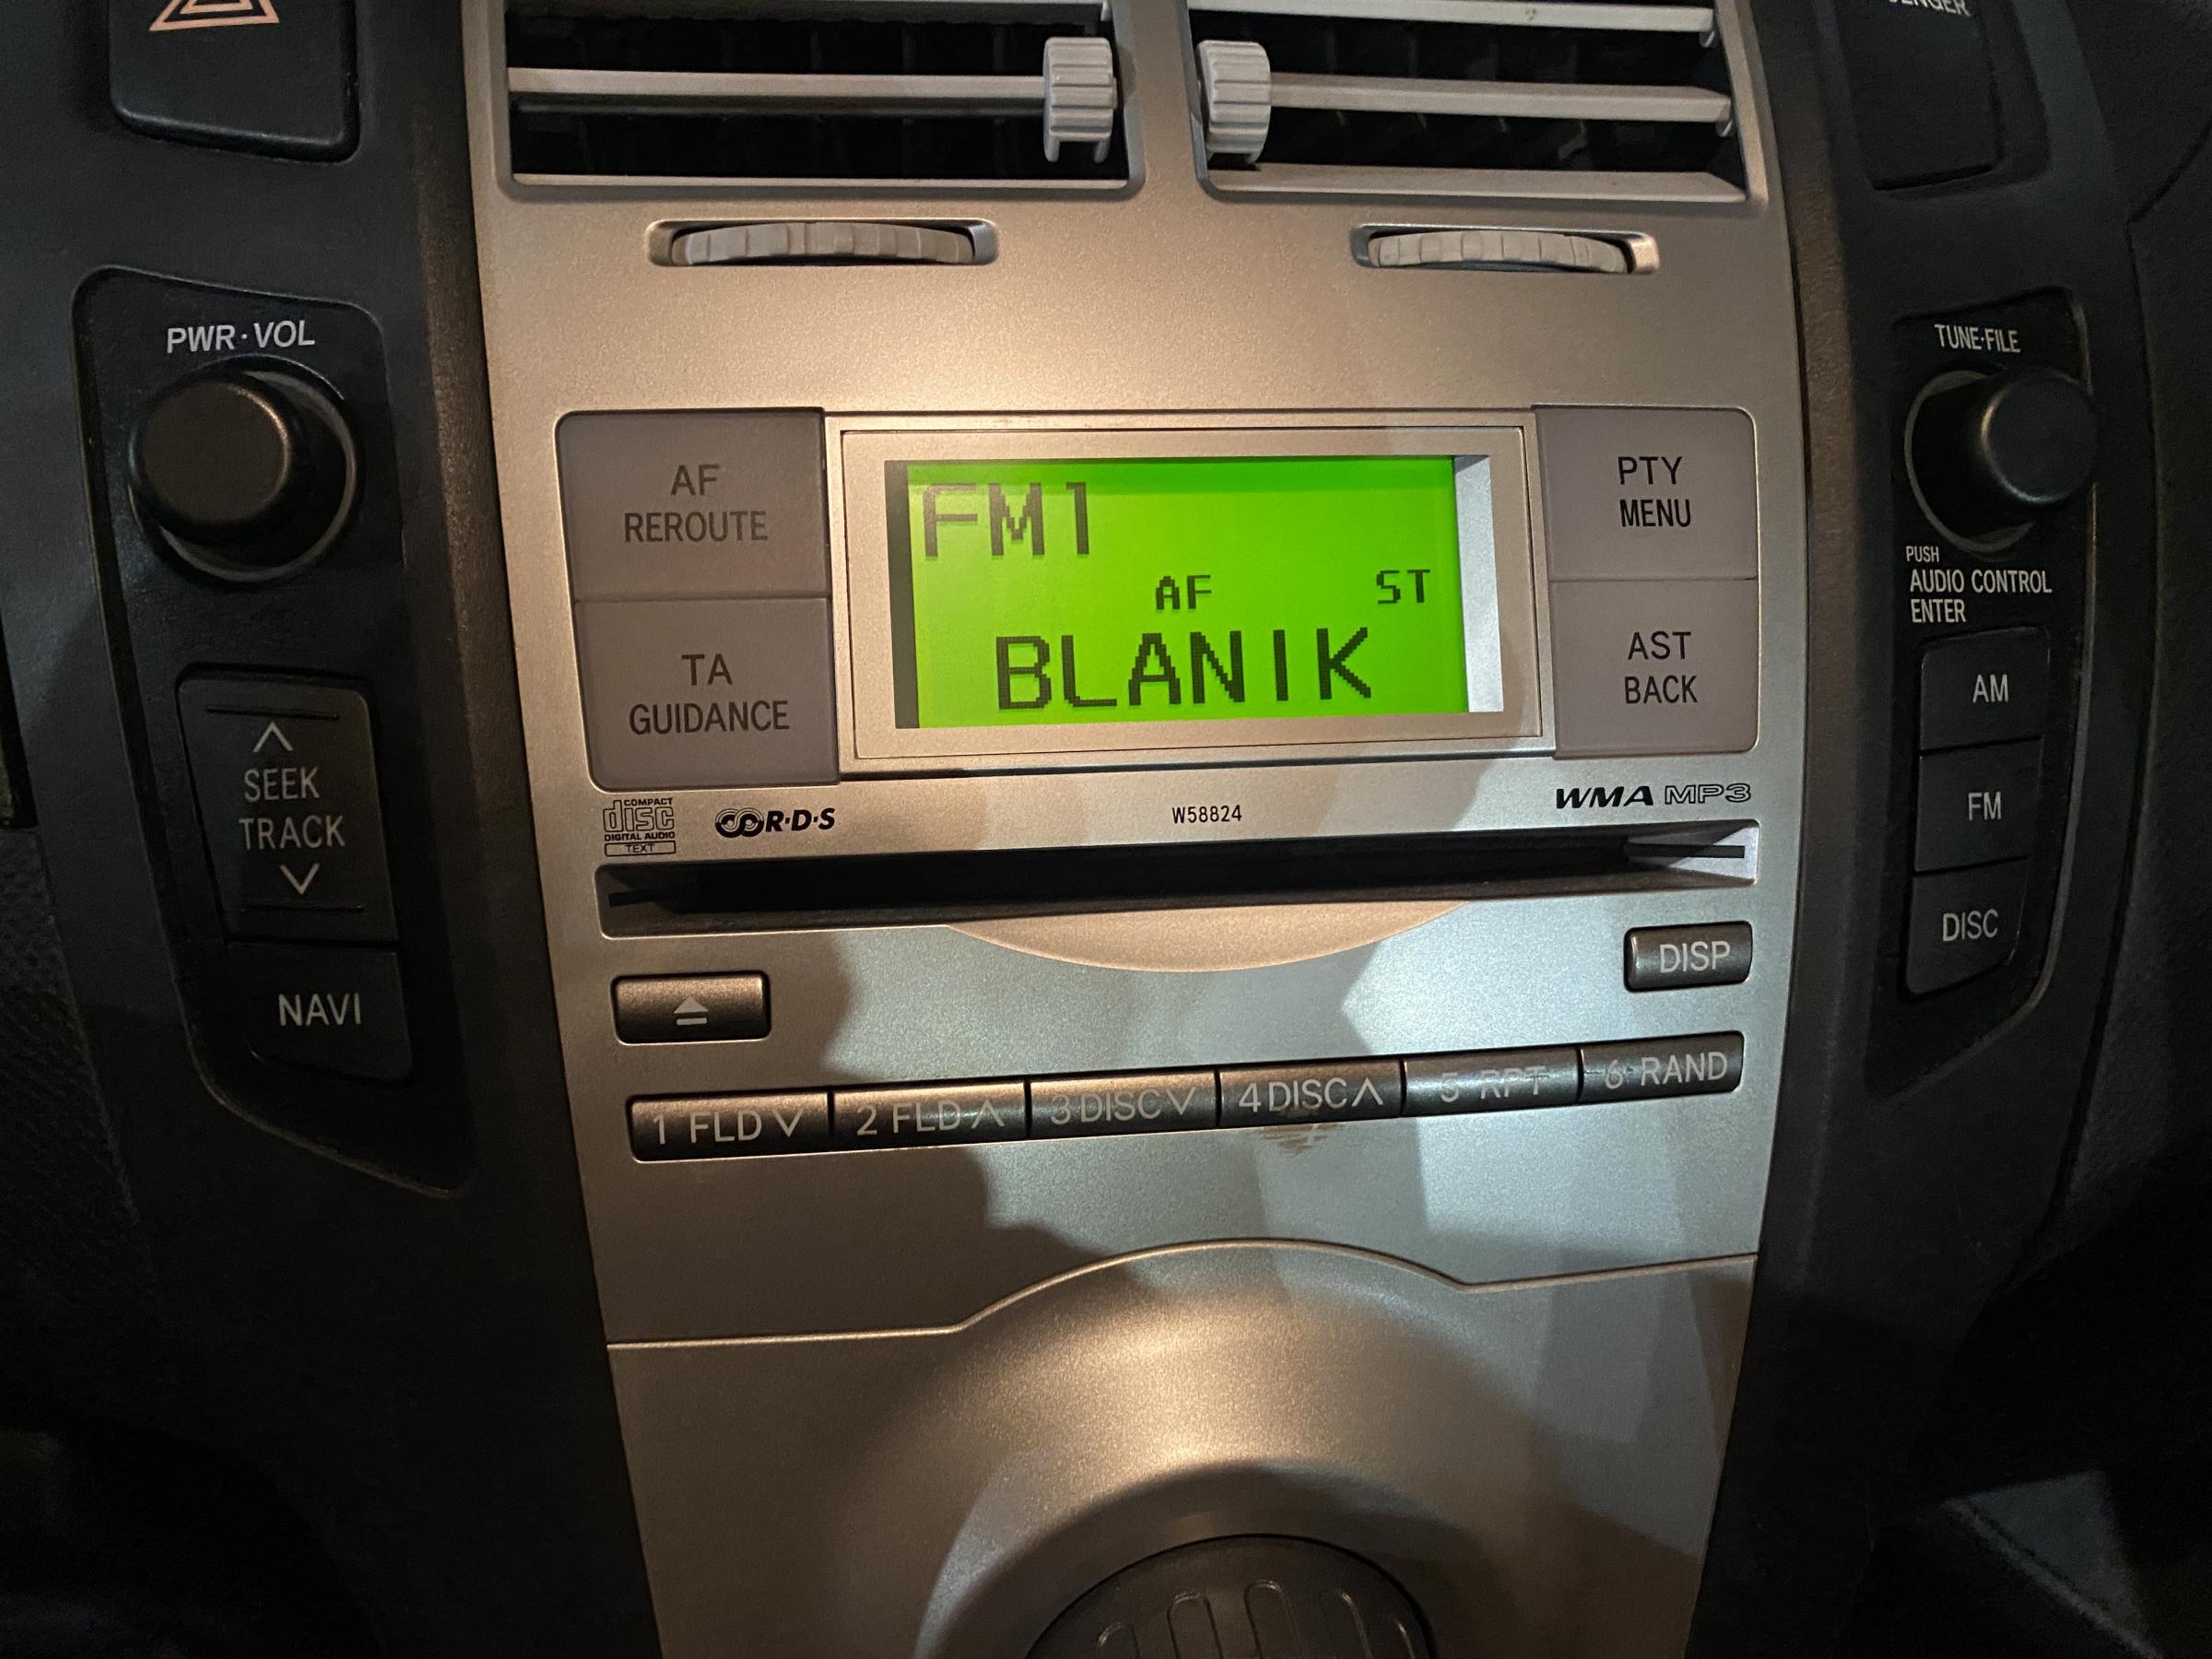 PWR·VOL
TUNE·FILE
AF
REROUTE
FM1
AF ST
BLANIK
PTY
MENU
TA
GUIDANCE
AST
BACK
PUSH
AUDIO CONTROL
ENTER
SEEK
TRACK
NAVI
AM
FM
DISC
COMPACT
disc
DIGITAL AUDIO
TEXT
R·D·S
W58824
WMA MP3
DISP
1 FLD
2 FLD
3 DISC
4 DISC
5 RPT
6 RAND